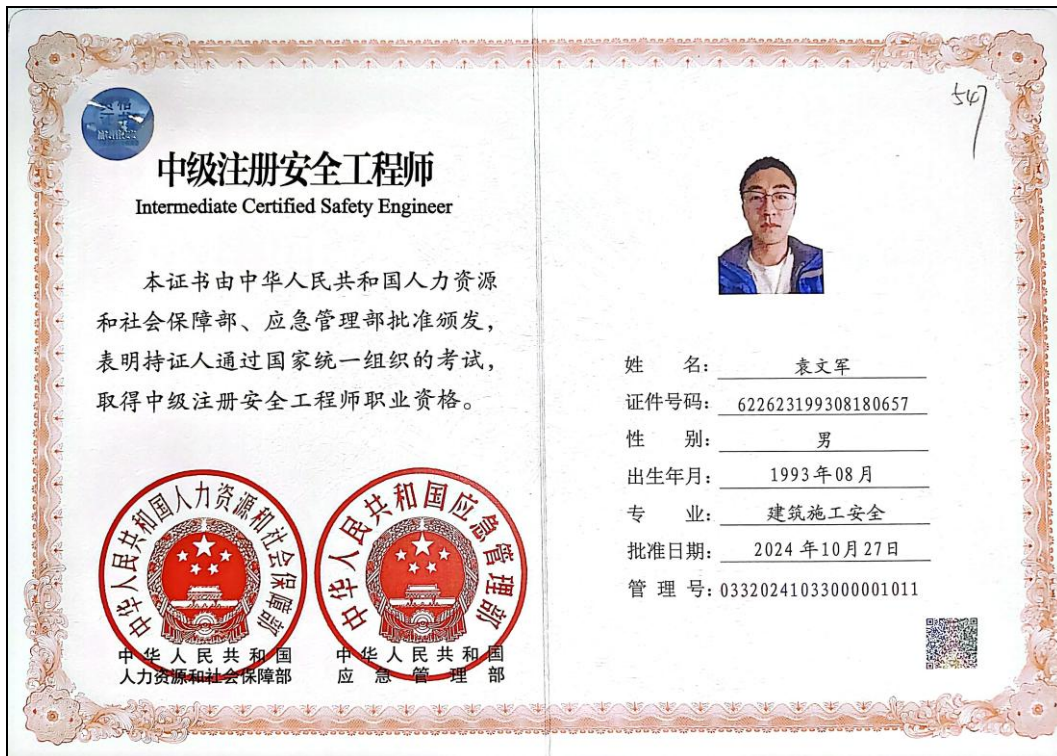 中级注册安全工程师
Intermediate Certified Safety Engineer
本证书由中华人民共和国人力资源
和社会保障部、应急管理部批准颁发，
表明持证人通过国家统一组织的考试，
取得中级注册安全工程师职业资格。
中华人民共和国人力资源和社会保障部
中华人民共和国
人力资源和社会保障部
中华人民共和国应急管理部
中华人民共和国
应急管理部
547
姓 名：袁文军
证件号码：622623199308180657
性 别：男
出生年月：1993年08月
专 业：建筑施工安全
批准日期：2024年10月27日
管 理 号：03320241033000001011